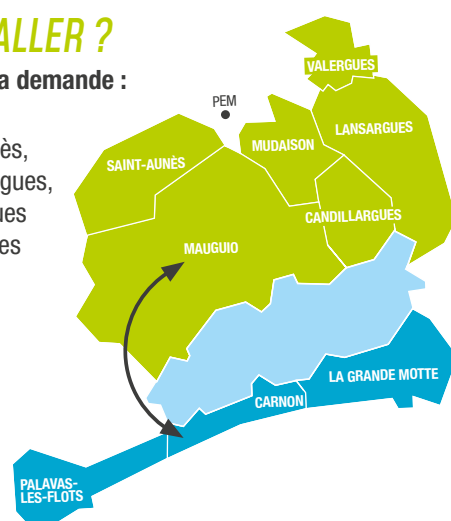 ALLER ?
a demande :
ès,
gues,
ues
es
PEM
VALERGUES
LANSARGUES
MUDAISON
SAINT-AUNÈS
CANDILLARGUES
MAUGUIO
LA GRANDE MOTTE
CARNON
PALAVAS-
LES-FLOTS